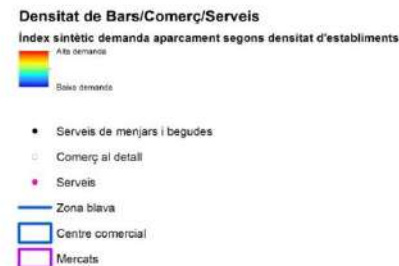 Densitat de Bars/Comerç/Serveis
Índex sintètic demanda aparcament segons densitat d'establiments
Alta demanda
Baixa demanda
Serveis de menjars i begudes
Comerç al detall
Serveis
Zona blava
Centre comercial
Mercats